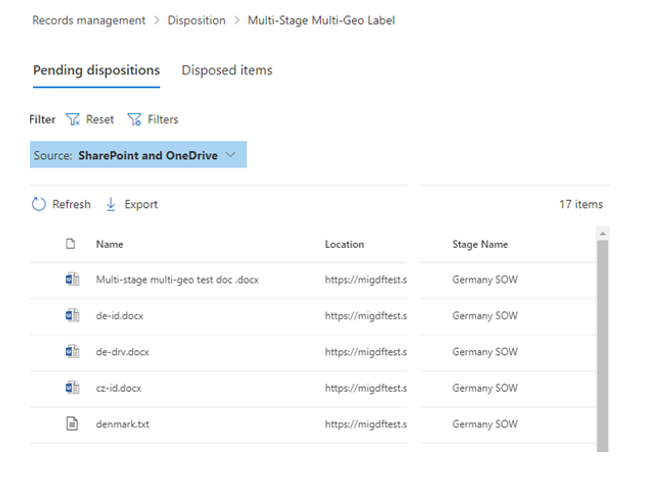 Records management > Disposition > Multi-Stage Multi-Geo Label
Pending dispositions Disposed items
Filter Reset Filters
Source: SharePoint and OneDrive
Refresh Export 17 items
Name Location Stage Name
Multi-stage multi-geo test doc .docx https://migdftest.s Germany SOW
de-id.docx https://migdftest.s Germany SOW
de-drv.docx https://migdftest.s Germany SOW
cz-id.docx https://migdftest.s Germany SOW
denmark.txt https://migdftest.s Germany SOW